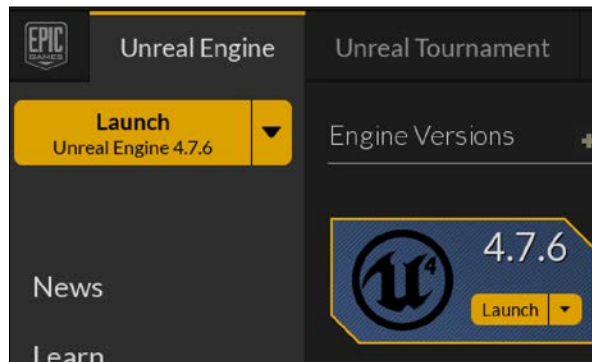 EPIC
GAMES
Unreal Engine
Unreal Tournament
Launch
Unreal Engine 4.7.6
Engine Versions
4.7.6
Launch
News
Learn